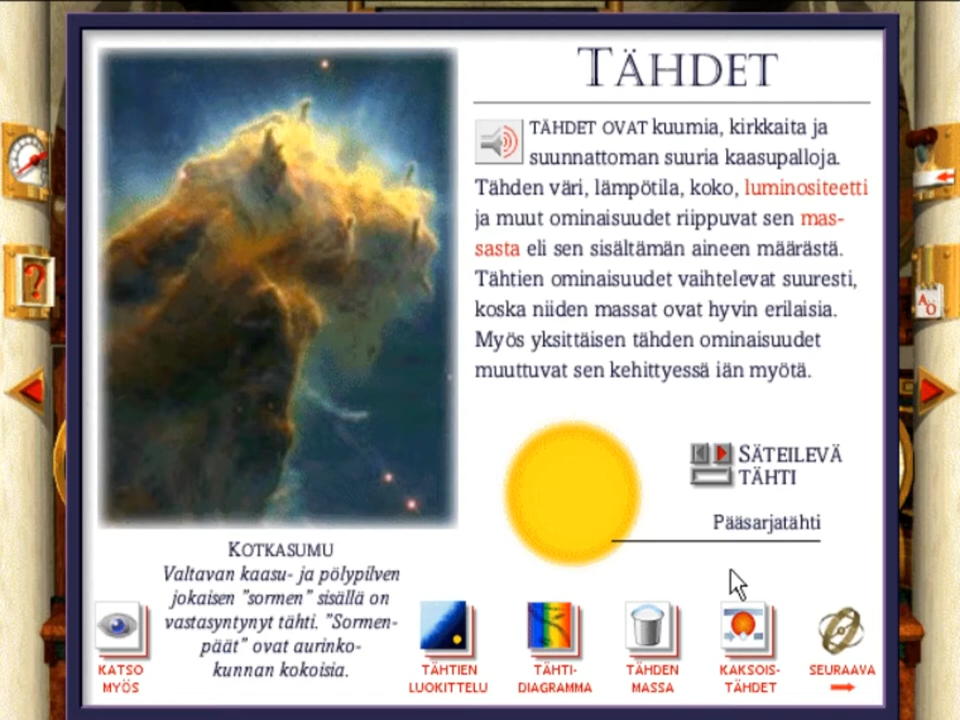 TÄHDET
TÄHDET OVAT kuumia, kirkkaita ja
suunnattoman suuria kaasupalloja.
Tähden väri, lämpötila, koko, luminositeetti
ja muut ominaisuudet riippuvat sen mas-
sasta eli sen sisältämän aineen määrästä.
Tähtien ominaisuudet vaihtelevat suuresti,
koska niiden massat ovat hyvin erilaisia.
Myös yksittäisen tähden ominaisuudet
muuttuvat sen kehittyessä iän myötä.
SÄTEILEVÄ
TÄHTI
Pääsarjatähti
KOTKASUMU
Valtavan kaasu- ja pölypilven
jokaisen "sormen" sisällä on
vastasyntynyt tähti. "Sormen-
päät" ovat aurinko-
kunnan kokoisia.
KATSO
MYÖS
TÄHTIEN
LUOKITTELU
TÄHTI-
DIAGRAMMA
TÄHDEN
MASSA
KAKSOIS-
TÄHDET
SEURAAVA
?
AÖ